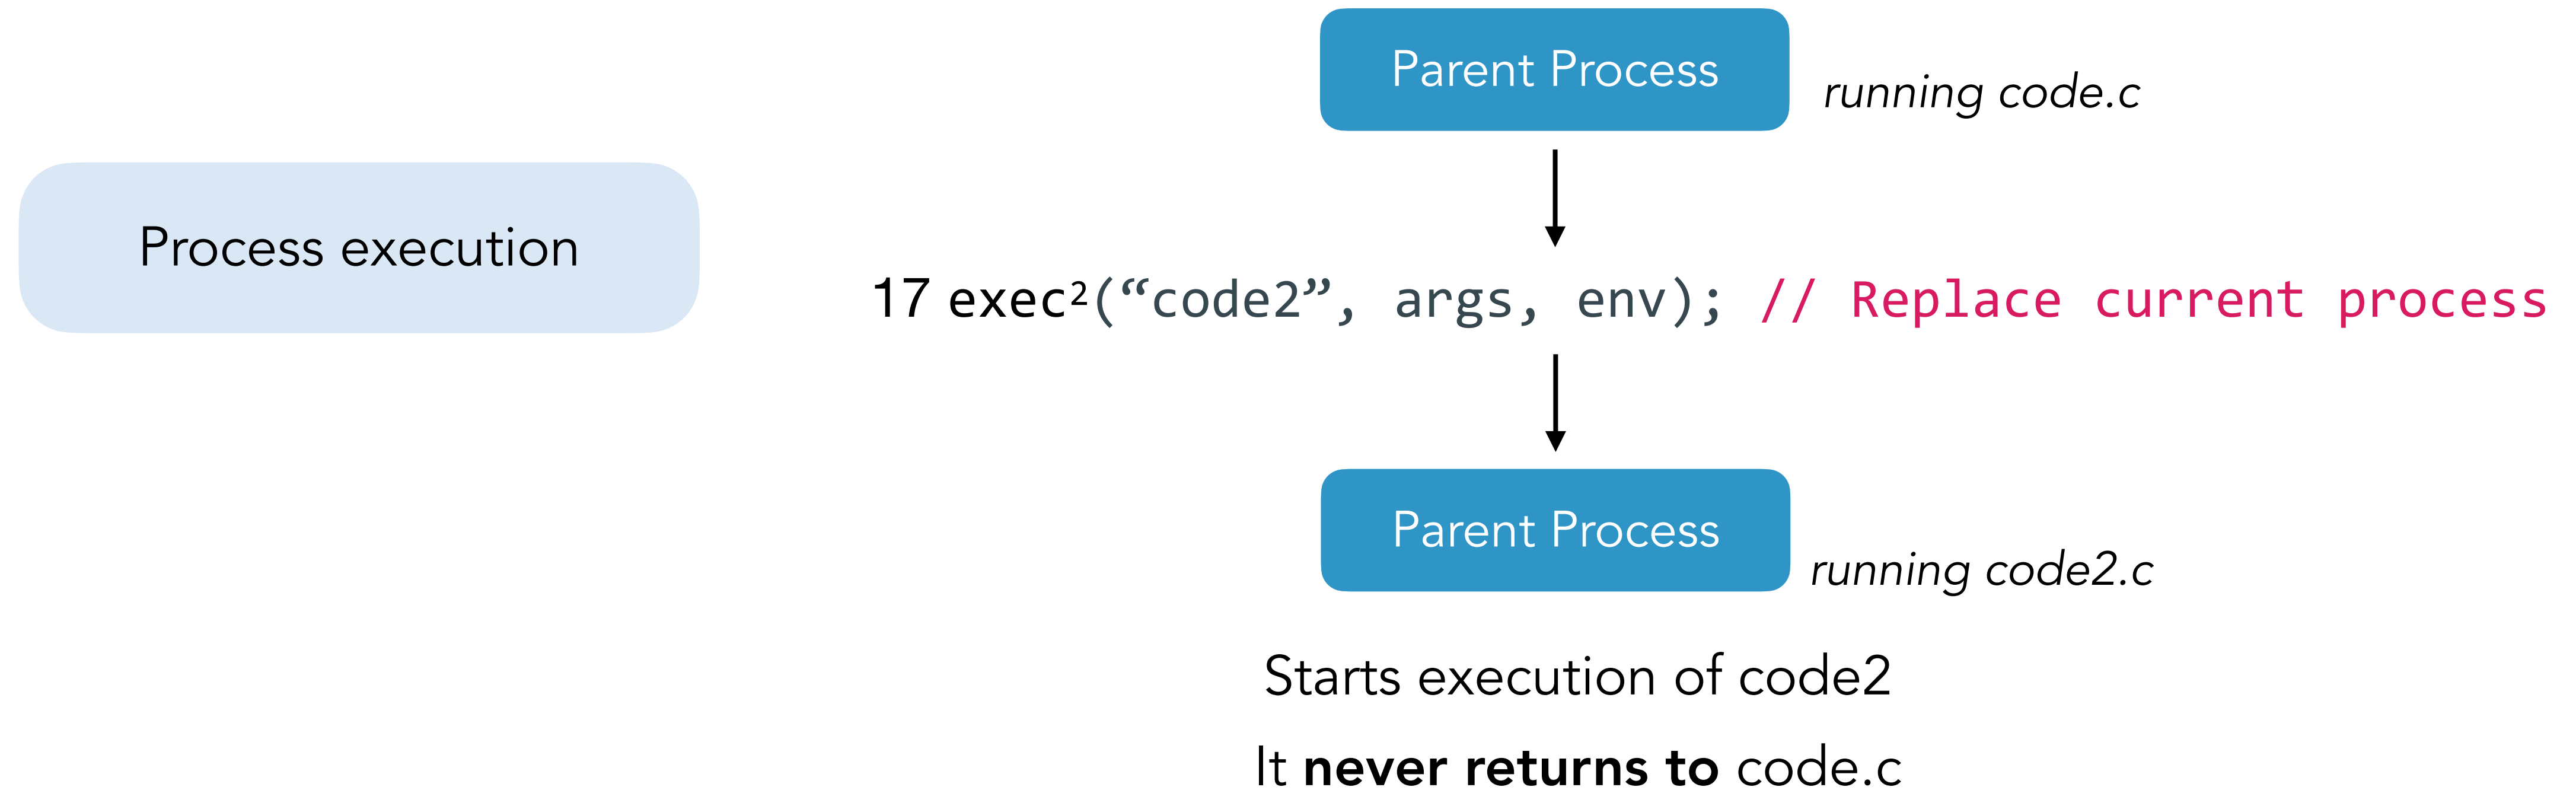 Parent Process
running code.c
Process execution
17 exec²(“code2”, args, env); // Replace current process
Parent Process
running code2.c
Starts execution of code2
It never returns to code.c